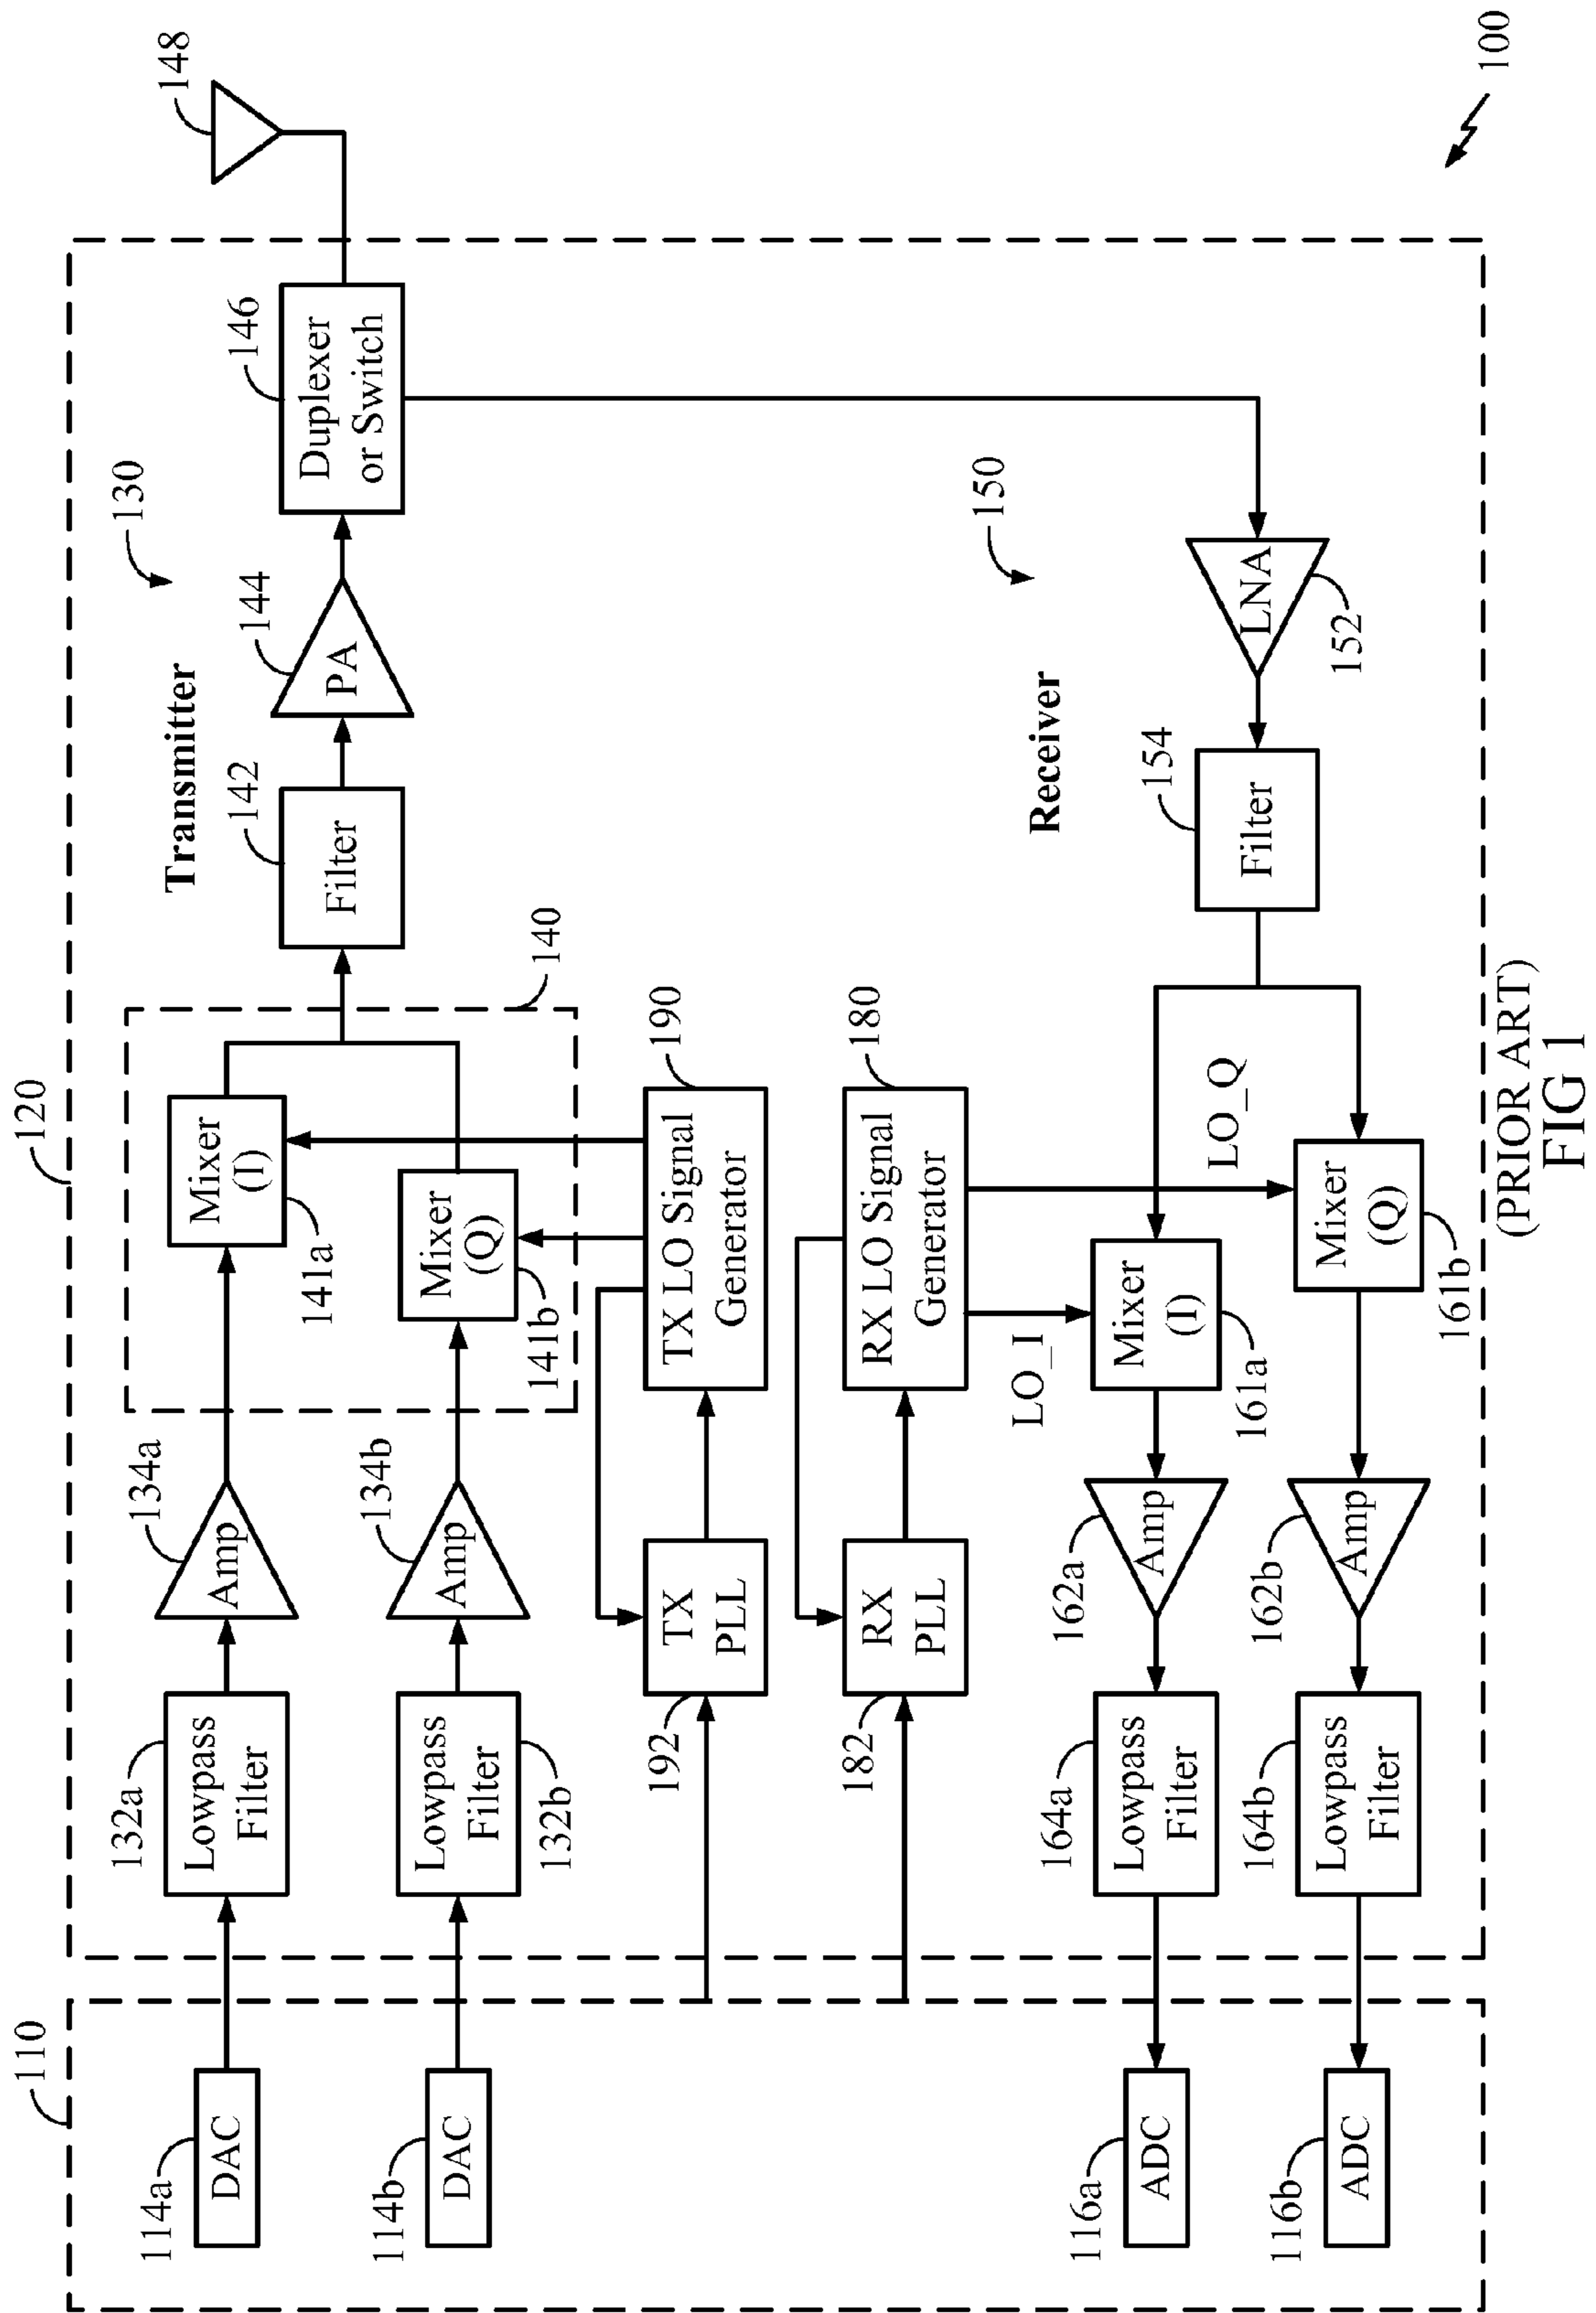 110
120
114a
DAC
132a
Lowpass
Filter
134a
Amp
Mixer
(I)
141a
114b
DAC
Lowpass
Filter
132b
134b
Amp
Mixer
(Q)
141b
140
Transmitter
130
142
Filter
144
PA
146
Duplexer
or Switch
148
192
TX
PLL
190
TX LO Signal
Generator
182
RX
PLL
180
RX LO Signal
Generator
LO_I
LO_Q
Receiver
150
116a
ADC
164a
Lowpass
Filter
162a
Amp
Mixer
(I)
161a
154
Filter
LNA
152
116b
ADC
164b
Lowpass
Filter
162b
Amp
Mixer
(Q)
161b
100
(PRIOR ART)
FIG 1